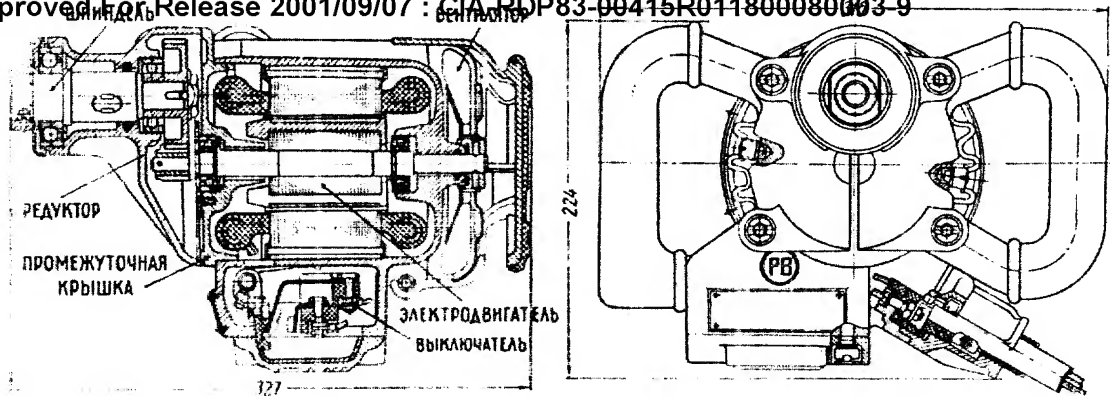 proved For Release 2001/09/07 : CIA-RDP83-00415R011800080003-9
ШПИНДЕЛЬ
ВЕНТИЛЯТОР
РЕДУКТОР
ПРОМЕЖУТОЧНАЯ
КРЫШКА
ЭЛЕКТРОДВИГАТЕЛЬ
ВЫКЛЮЧАТЕЛЬ
327
224
РВ